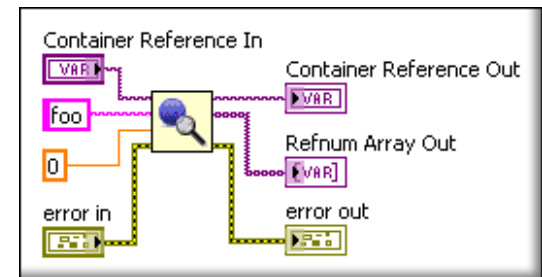 Container Reference In
VAR
Container Reference Out
VAR
foo
Refnum Array Out
[VAR]
0
error in
error out